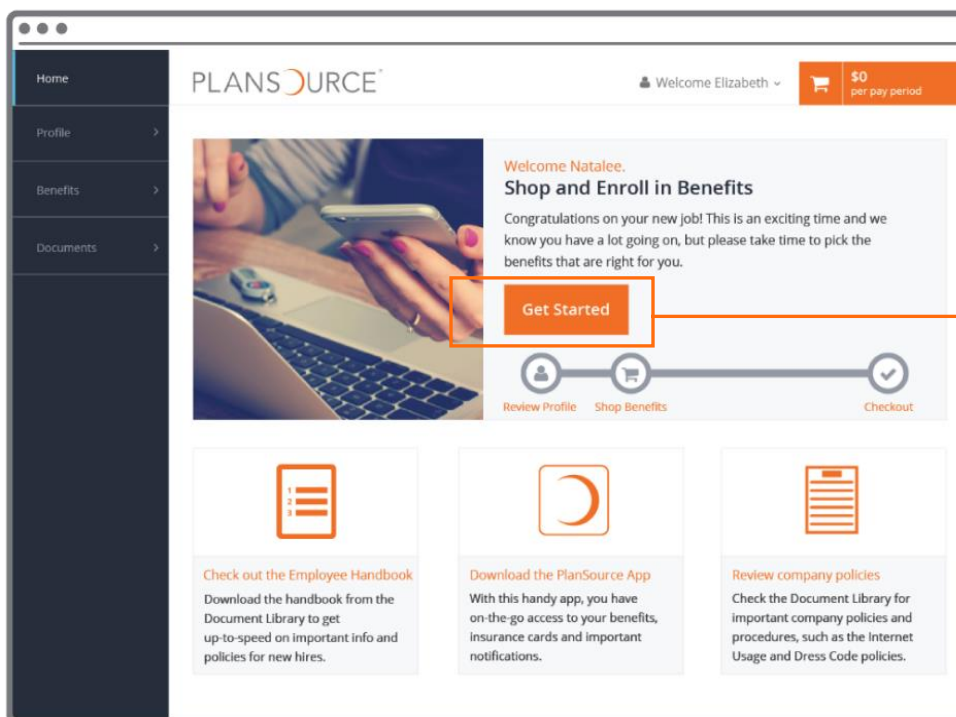 Home
Profile
Benefits
Documents
PLANSOURCE
Welcome Elizabeth
$0
per pay period
Welcome Natalee.
Shop and Enroll in Benefits
Congratulations on your new job! This is an exciting time and we
know you have a lot going on, but please take time to pick the
benefits that are right for you.
Get Started
Review Profile
Shop Benefits
Checkout
1
2
3
Check out the Employee Handbook
Download the handbook from the
Document Library to get
up-to-speed on important info and
policies for new hires.
Download the PlanSource App
With this handy app, you have
on-the-go access to your benefits,
insurance cards and important
notifications.
Review company policies
Check the Document Library for
important company policies and
procedures, such as the Internet
Usage and Dress Code policies.